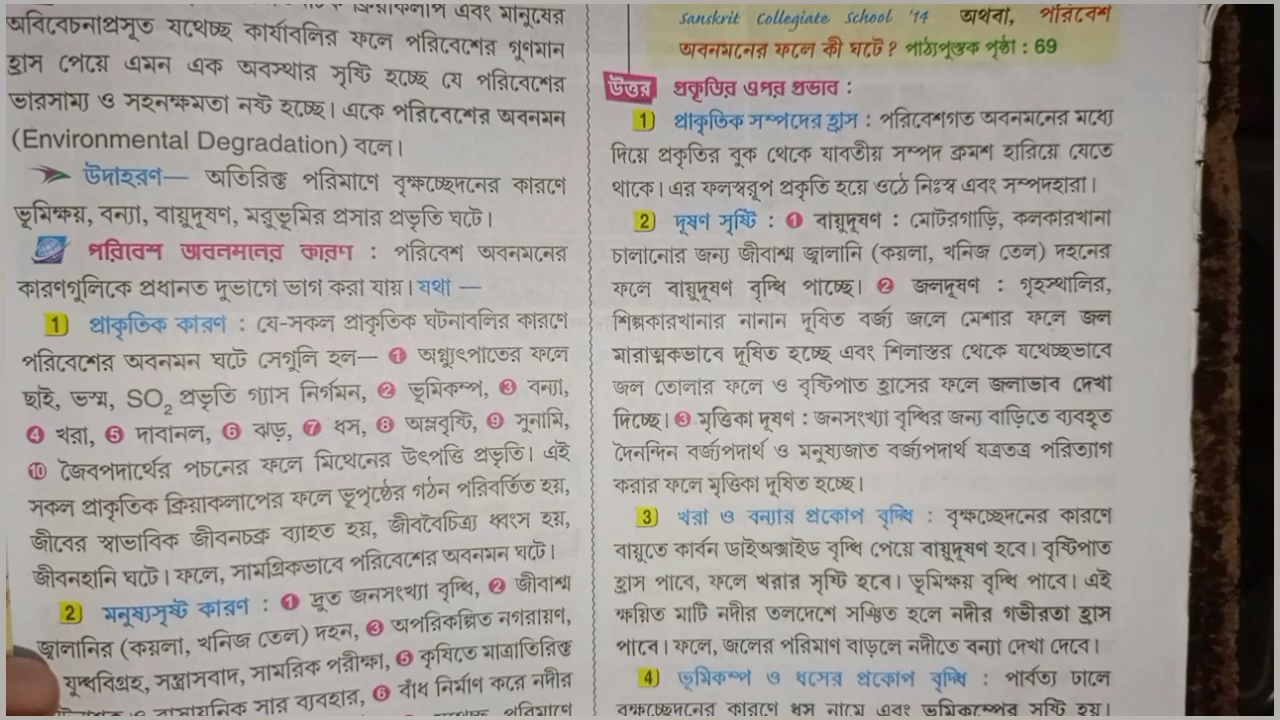 ক্রিয়াকলাপ এবং মানুষের
অবিবেচনাপ্রসূত যথেচ্ছ কার্যাবলির ফলে পরিবেশের গুণমান
হ্রাস পেয়ে এমন এক অবস্থার সৃষ্টি হচ্ছে যে পরিবেশের
ভারসাম্য ও সহনক্ষমতা নষ্ট হচ্ছে। একে পরিবেশের অবনমন
(Environmental Degradation) বলে।
উদাহরণ— অতিরিক্ত পরিমাণে বৃক্ষচ্ছেদনের কারণে
ভূমিক্ষয়, বন্যা, বায়ুদূষণ, মরুভূমির প্রসার প্রভৃতি ঘটে।
পরিবেশ অবনমনের কারণ : পরিবেশ অবনমনের
কারণগুলিকে প্রধানত দুভাগে ভাগ করা যায়। যথা —
1 প্রাকৃতিক কারণ : যে-সকল প্রাকৃতিক ঘটনাবলির কারণে
পরিবেশের অবনমন ঘটে সেগুলি হল— 1 অগ্ন্যুৎপাতের ফলে
ছাই, ভস্ম, SO₂ প্রভৃতি গ্যাস নির্গমন, 2 ভূমিকম্প, 3 বন্যা,
4 খরা, 5 দাবানল, 6 ঝড়, 7 ধস, 8 অম্লবৃষ্টি, 9 সুনামি,
10 জৈবপদার্থের পচনের ফলে মিথেনের উৎপত্তি প্রভৃতি। এই
সকল প্রাকৃতিক ক্রিয়াকলাপের ফলে ভূপৃষ্ঠের গঠন পরিবর্তিত হয়,
জীবের স্বাভাবিক জীবনচক্র ব্যাহত হয়, জীববৈচিত্র্য ধ্বংস হয়,
জীবনহানি ঘটে। ফলে, সামগ্রিকভাবে পরিবেশের অবনমন ঘটে।
2 মনুষ্যসৃষ্ট কারণ : 1 দ্রুত জনসংখ্যা বৃদ্ধি, 2 জীবাশ্ম
জ্বালানির (কয়লা, খনিজ তেল) দহন, 3 অপরিকল্পিত নগরায়ণ,
যুদ্ধবিগ্রহ, সন্ত্রাসবাদ, সামরিক পরীক্ষা, 5 কৃষিতে মাত্রাতিরিক্ত
ও রাসায়নিক সার ব্যবহার, 6 বাঁধ নির্মাণ করে নদীর
পরিমাণে
Sanskrit Collegiate School '14 অথবা, পরিবেশ
অবনমনের ফলে কী ঘটে? পাঠ্যপুস্তক পৃষ্ঠা : 69
উত্তর প্রকৃতির ওপর প্রভাব :
1 প্রাকৃতিক সম্পদের হ্রাস : পরিবেশগত অবনমনের মধ্যে
দিয়ে প্রকৃতির বুক থেকে যাবতীয় সম্পদ ক্রমশ হারিয়ে যেতে
থাকে। এর ফলস্বরূপ প্রকৃতি হয়ে ওঠে নিঃস্ব এবং সম্পদহারা।
2 দূষণ সৃষ্টি : 1 বায়ুদূষণ : মোটরগাড়ি, কলকারখানা
চালানোর জন্য জীবাশ্ম জ্বালানি (কয়লা, খনিজ তেল) দহনের
ফলে বায়ুদূষণ বৃদ্ধি পাচ্ছে। 2 জলদূষণ : গৃহস্থালির,
শিল্পকারখানার নানান দূষিত বর্জ্য জলে মেশার ফলে জল
মারাত্মকভাবে দূষিত হচ্ছে এবং শিলাস্তর থেকে যথেচ্ছভাবে
জল তোলার ফলে ও বৃষ্টিপাত হ্রাসের ফলে জলাভাব দেখা
দিচ্ছে। 3 মৃত্তিকা দূষণ : জনসংখ্যা বৃদ্ধির জন্য বাড়িতে ব্যবহৃত
দৈনন্দিন বর্জ্যপদার্থ ও মনুষ্যজাত বর্জ্যপদার্থ যত্রতত্র পরিত্যাগ
করার ফলে মৃত্তিকা দূষিত হচ্ছে।
3 খরা ও বন্যার প্রকোপ বৃদ্ধি : বৃক্ষচ্ছেদনের কারণে
বায়ুতে কার্বন ডাইঅক্সাইড বৃদ্ধি পেয়ে বায়ুদূষণ হবে। বৃষ্টিপাত
হ্রাস পাবে, ফলে খরার সৃষ্টি হবে। ভূমিক্ষয় বৃদ্ধি পাবে। এই
ক্ষয়িত মাটি নদীর তলদেশে সঞ্চিত হলে নদীর গভীরতা হ্রাস
পাবে। ফলে, জলের পরিমাণ বাড়লে নদীতে বন্যা দেখা দেবে।
4 ভূমিকম্প ও ধসের প্রকোপ বৃদ্ধি : পার্বত্য ঢালে
বৃক্ষচ্ছেদনের কারণে ধস নামে এবং ভূমিকম্পের সৃষ্টি হয়।